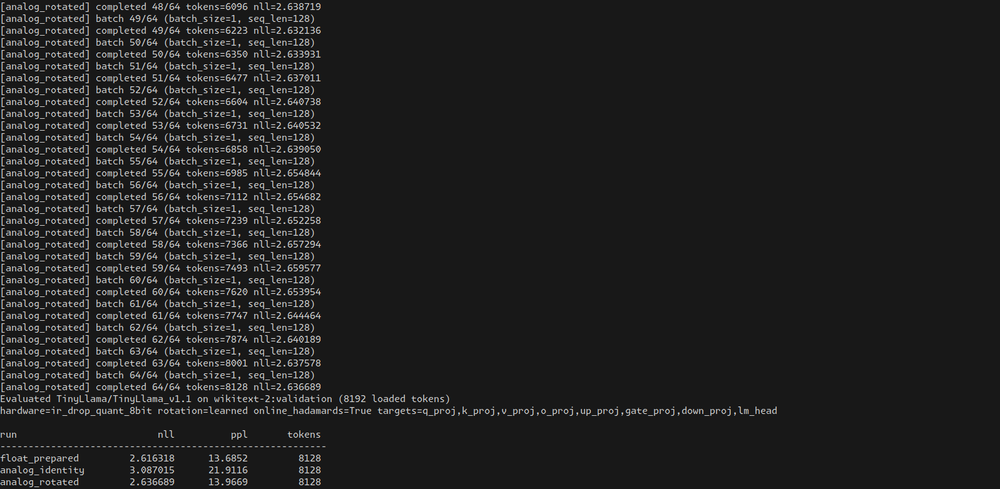 [analog_rotated] completed 48/64 tokens=6096 nll=2.638719
[analog_rotated] batch 49/64 (batch_size=1, seq_len=128)
[analog_rotated] completed 49/64 tokens=6223 nll=2.632136
[analog_rotated] batch 50/64 (batch_size=1, seq_len=128)
[analog_rotated] completed 50/64 tokens=6350 nll=2.633931
[analog_rotated] batch 51/64 (batch_size=1, seq_len=128)
[analog_rotated] completed 51/64 tokens=6477 nll=2.637011
[analog_rotated] batch 52/64 (batch_size=1, seq_len=128)
[analog_rotated] completed 52/64 tokens=6604 nll=2.640738
[analog_rotated] batch 53/64 (batch_size=1, seq_len=128)
[analog_rotated] completed 53/64 tokens=6731 nll=2.640532
[analog_rotated] batch 54/64 (batch_size=1, seq_len=128)
[analog_rotated] completed 54/64 tokens=6858 nll=2.639050
[analog_rotated] batch 55/64 (batch_size=1, seq_len=128)
[analog_rotated] completed 55/64 tokens=6985 nll=2.654844
[analog_rotated] batch 56/64 (batch_size=1, seq_len=128)
[analog_rotated] completed 56/64 tokens=7112 nll=2.654682
[analog_rotated] batch 57/64 (batch_size=1, seq_len=128)
[analog_rotated] completed 57/64 tokens=7239 nll=2.652258
[analog_rotated] batch 58/64 (batch_size=1, seq_len=128)
[analog_rotated] completed 58/64 tokens=7366 nll=2.657294
[analog_rotated] batch 59/64 (batch_size=1, seq_len=128)
[analog_rotated] completed 59/64 tokens=7493 nll=2.659577
[analog_rotated] batch 60/64 (batch_size=1, seq_len=128)
[analog_rotated] completed 60/64 tokens=7620 nll=2.653954
[analog_rotated] batch 61/64 (batch_size=1, seq_len=128)
[analog_rotated] completed 61/64 tokens=7747 nll=2.644464
[analog_rotated] batch 62/64 (batch_size=1, seq_len=128)
[analog_rotated] completed 62/64 tokens=7874 nll=2.640189
[analog_rotated] batch 63/64 (batch_size=1, seq_len=128)
[analog_rotated] completed 63/64 tokens=8001 nll=2.637578
[analog_rotated] batch 64/64 (batch_size=1, seq_len=128)
[analog_rotated] completed 64/64 tokens=8128 nll=2.636689
Evaluated TinyLlama/TinyLlama_v1.1 on wikitext-2:validation (8192 loaded tokens)
hardware=ir_drop_quant_8bit rotation=learned online_hadamards=True targets=q_proj,k_proj,v_proj,o_proj,up_proj,gate_proj,down_proj,lm_head
run nll ppl tokens
----------------------------------------------------------
float_prepared 2.616318 13.6852 8128
analog_identity 3.087015 21.9116 8128
analog_rotated 2.636689 13.9669 8128